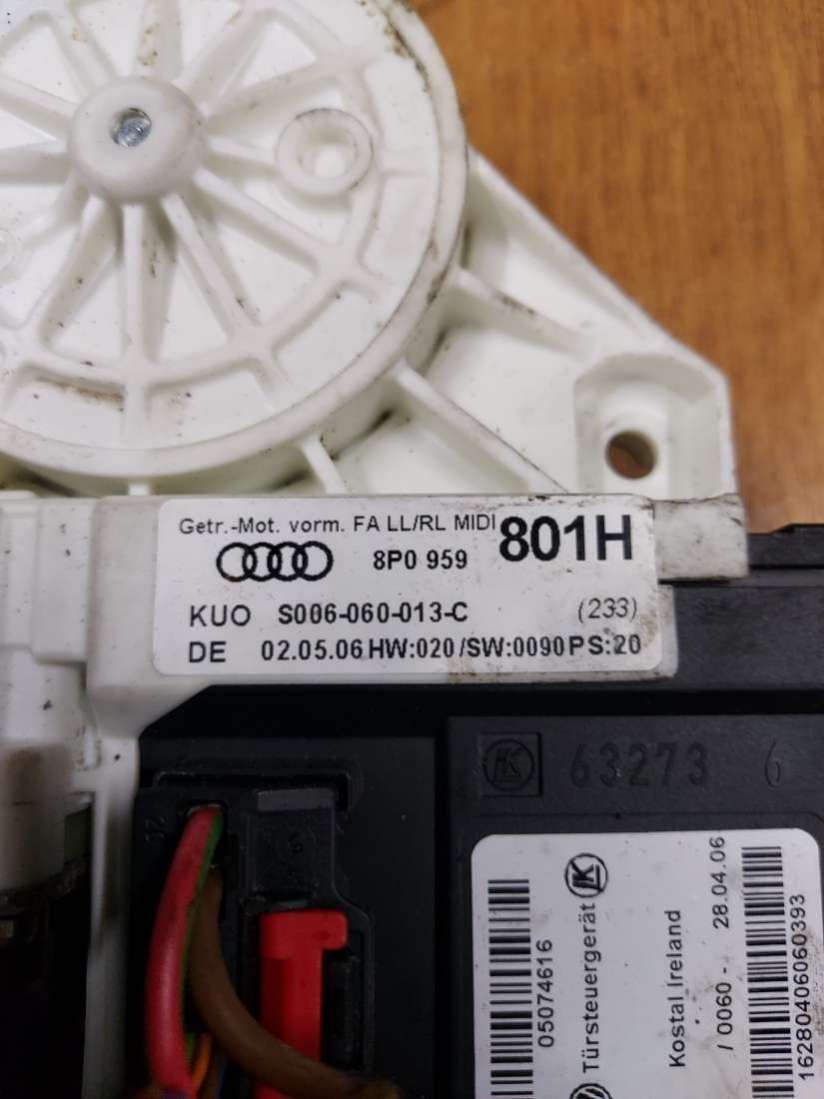 Getr.-Mot. vorm. FA LL/RL MIDI 801H
8P0 959
KUO S006-060-013-C (233)
DE 02.05.06 HW:020/SW:0090 PS:20
63273 6
05074616
Türsteuergerät
Kostal Ireland
/ 0060 - 28.04.06
16280406060393